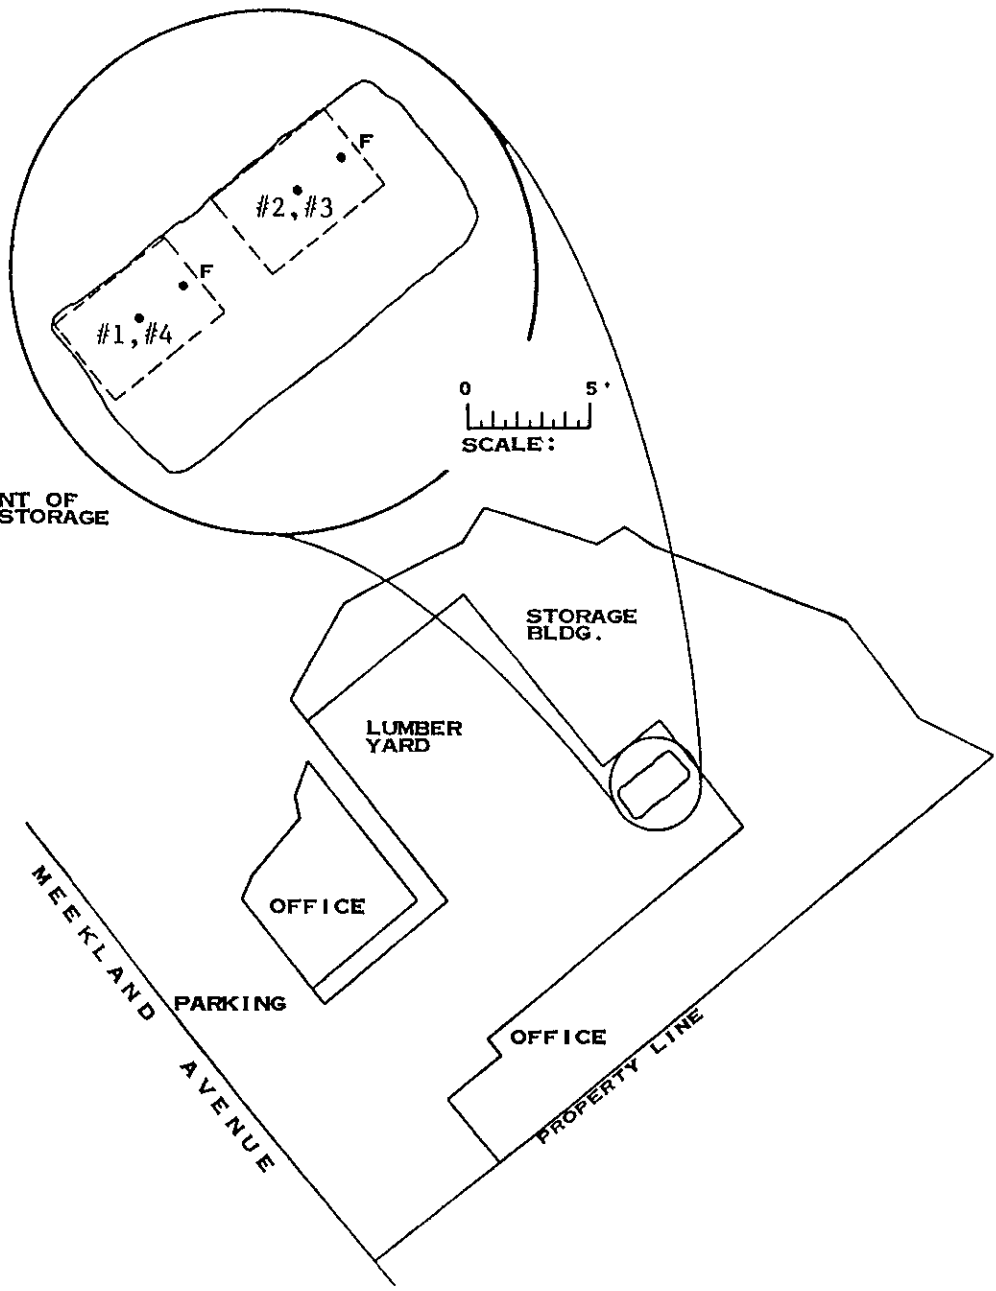 F
#2,#3
F
#1,#4
0 5'
SCALE:
NT OF
STORAGE
STORAGE
BLDG.
LUMBER
YARD
OFFICE
MEEKLAND AVENUE
PARKING
OFFICE
PROPERTY LINE